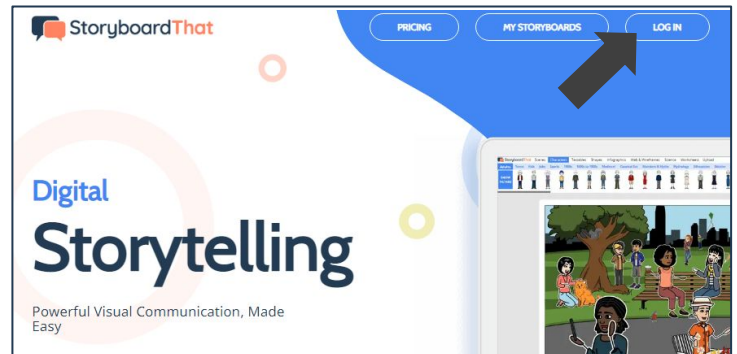 StoryboardThat
PRICING
MY STORYBOARDS
LOG IN
Digital
Storytelling
Powerful Visual Communication, Made
Easy